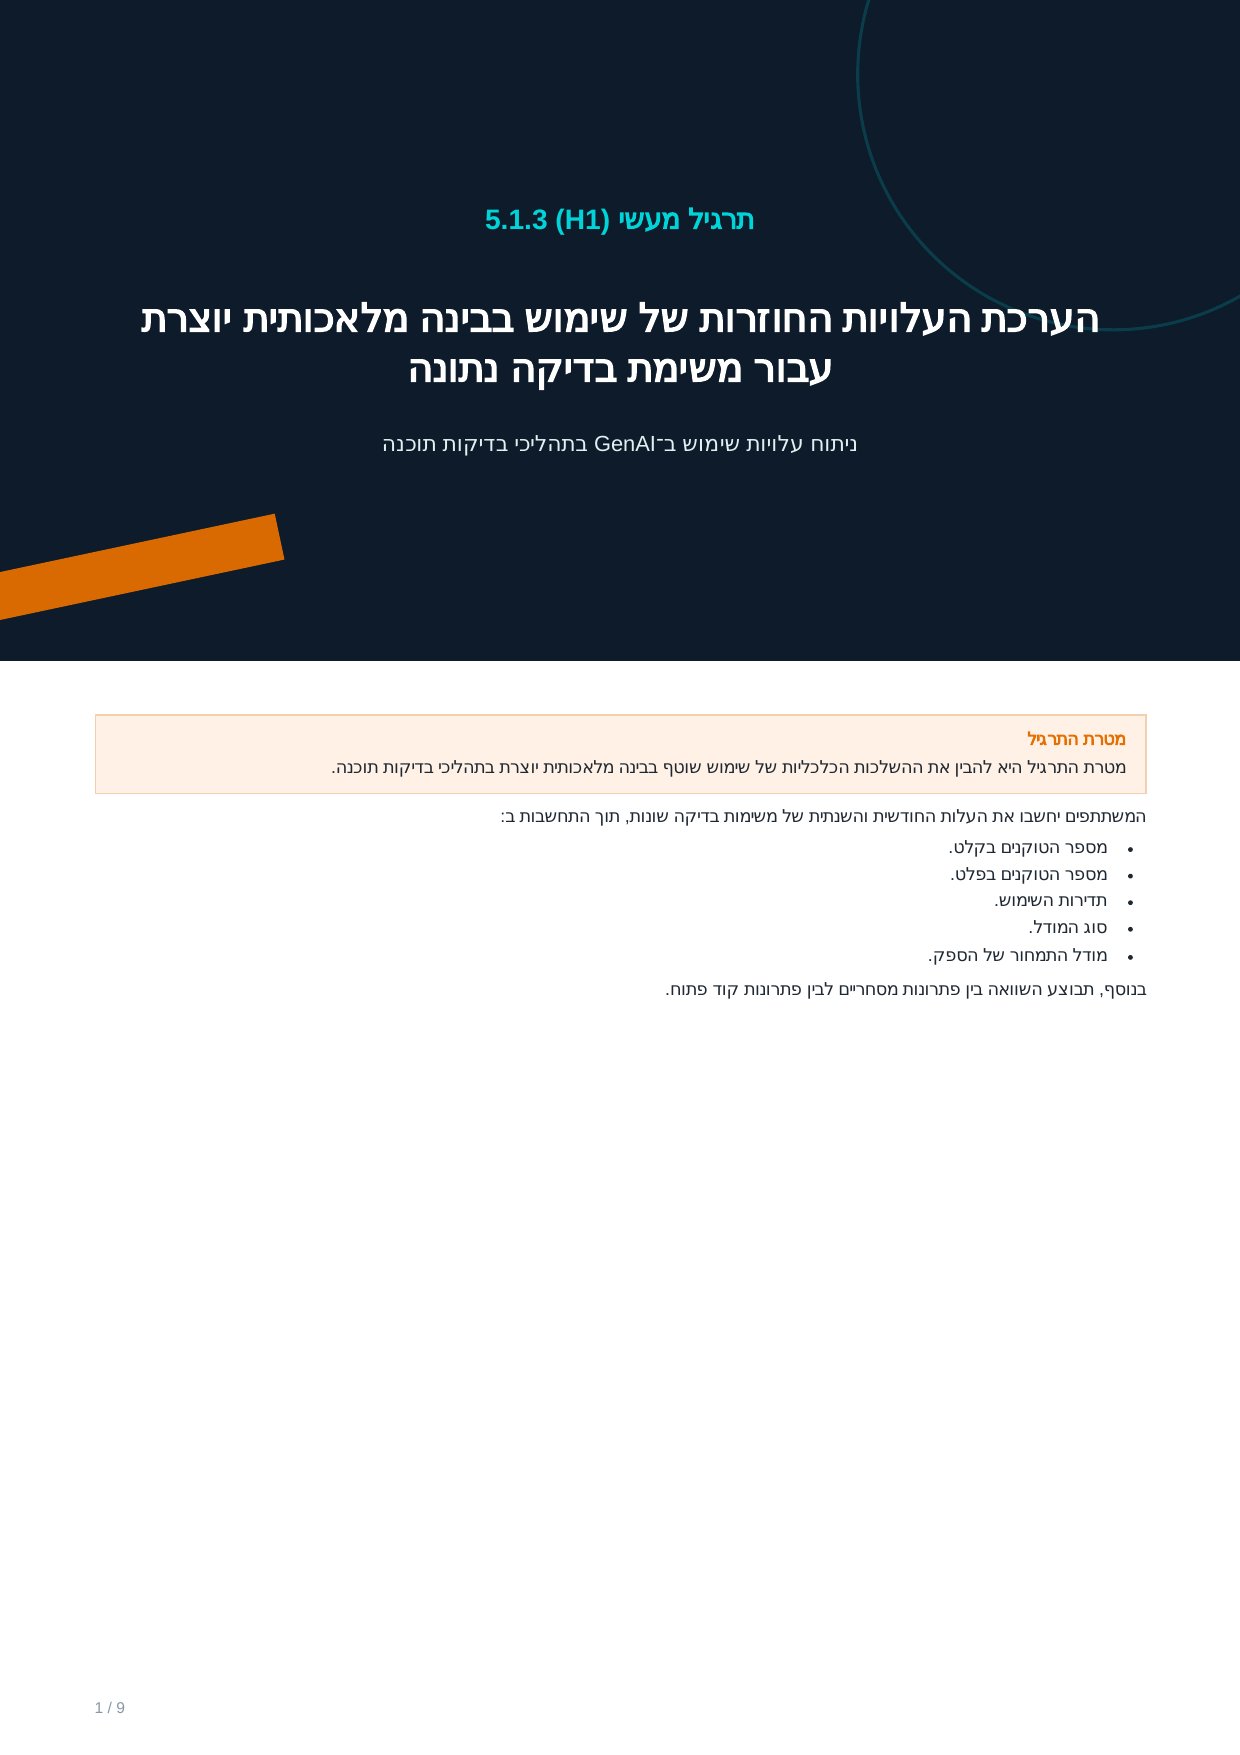 תרגיל מעשי 5.1.3 (H1)
הערכת העלויות החוזרות של שימוש בבינה מלאכותית יוצרת
עבור משימת בדיקה נתונה
ניתוח עלויות שימוש ב־GenAI בתהליכי בדיקות תוכנה
מטרת התרגיל
מטרת התרגיל היא להבין את ההשלכות הכלכליות של שימוש שוטף בבינה מלאכותית יוצרת בתהליכי בדיקות תוכנה.
המשתתפים יחשבו את העלות החודשית והשנתית של משימות בדיקה שונות, תוך התחשבות ב:
• מספר הטוקנים בקלט.
• מספר הטוקנים בפלט.
• תדירות השימוש.
• סוג המודל.
• מודל התמחור של הספק.
בנוסף, תבוצע השוואה בין פתרונות מסחריים לבין פתרונות קוד פתוח.
1 / 9